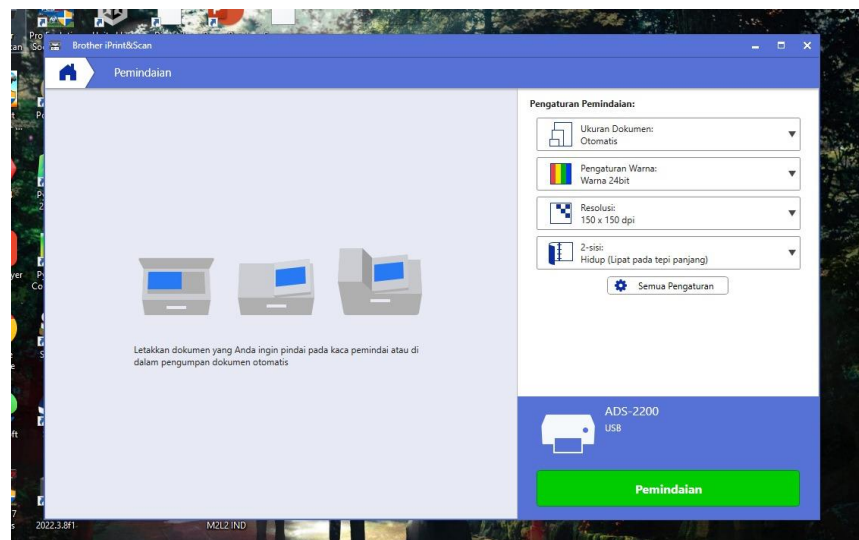 Brother iPrint&Scan
Pemindaian
Pengaturan Pemindaian:
Ukuran Dokumen:
Otomatis
Pengaturan Warna:
Warna 24bit
Resolusi:
150 x 150 dpi
2-sisi:
Hidup (Lipat pada tepi panjang)
Semua Pengaturan
Letakkan dokumen yang Anda ingin pindai pada kaca pemindai atau di
dalam pengumpan dokumen otomatis
ADS-2200
USB
Pemindaian
2022.3.8f1
M2L2 IND